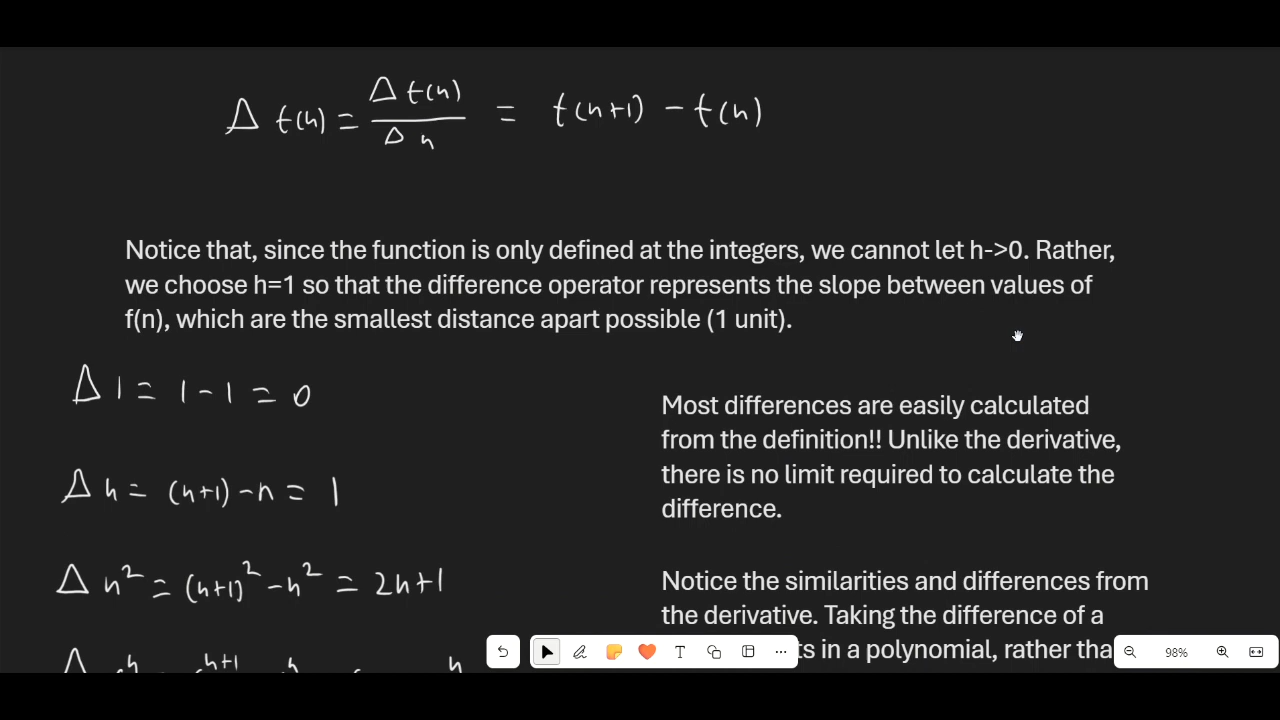 Δ f(n) = Δ f(n) / Δ n = f(n+1) - f(n)
Notice that, since the function is only defined at the integers, we cannot let h->0. Rather,
we choose h=1 so that the difference operator represents the slope between values of
f(n), which are the smallest distance apart possible (1 unit).
Δ 1 = 1 - 1 = 0
Δ n = (n+1) - n = 1
Δ n² = (n+1)² - n² = 2n+1
Most differences are easily calculated
from the definition!! Unlike the derivative,
there is no limit required to calculate the
difference.
Notice the similarities and differences from
the derivative. Taking the difference of a
in a polynomial, rather
T
98%